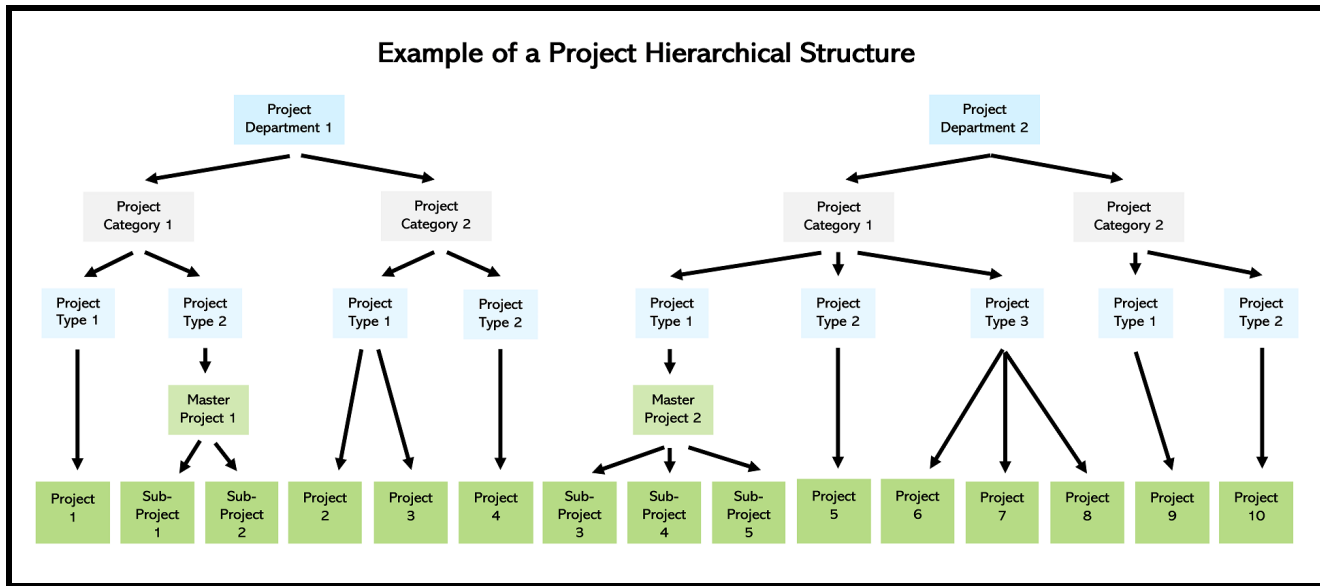 Example of a Project Hierarchical Structure
Project
Department 1
Project
Department 2
Project
Category 1
Project
Category 2
Project
Category 1
Project
Category 2
Project
Type 1
Project
Type 2
Project
Type 1
Project
Type 2
Project
Type 1
Project
Type 2
Project
Type 3
Project
Type 1
Project
Type 2
Master
Project 1
Master
Project 2
Project
1
Sub-
Project
1
Sub-
Project
2
Project
2
Project
3
Project
4
Sub-
Project
3
Sub-
Project
4
Sub-
Project
5
Project
5
Project
6
Project
7
Project
8
Project
9
Project
10